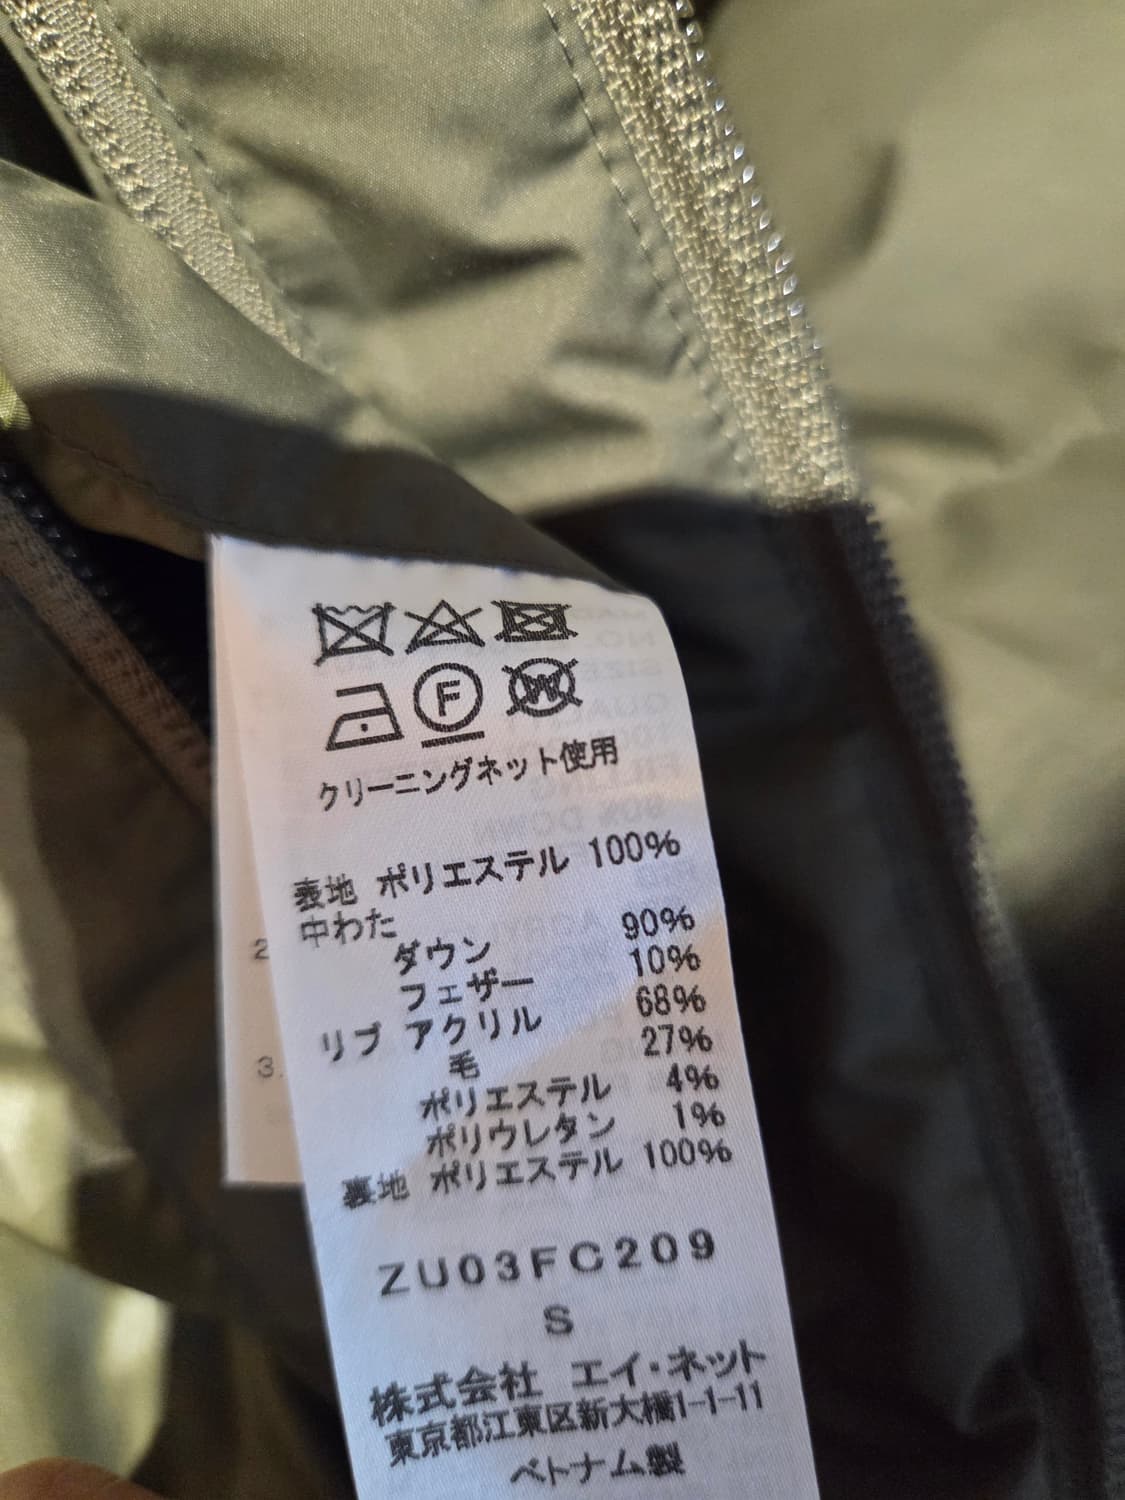 F
W
クリーニングネット使用
表地 ポリエステル 100%
中わた
ダウン 90%
フェザー 10%
リブ アクリル 68%
毛 27%
ポリエステル 4%
ポリウレタン 1%
裏地 ポリエステル 100%
ZU03FC209
S
株式会社 エイ・ネット
東京都江東区新大橋1-1-11
ベトナム製
2
3.